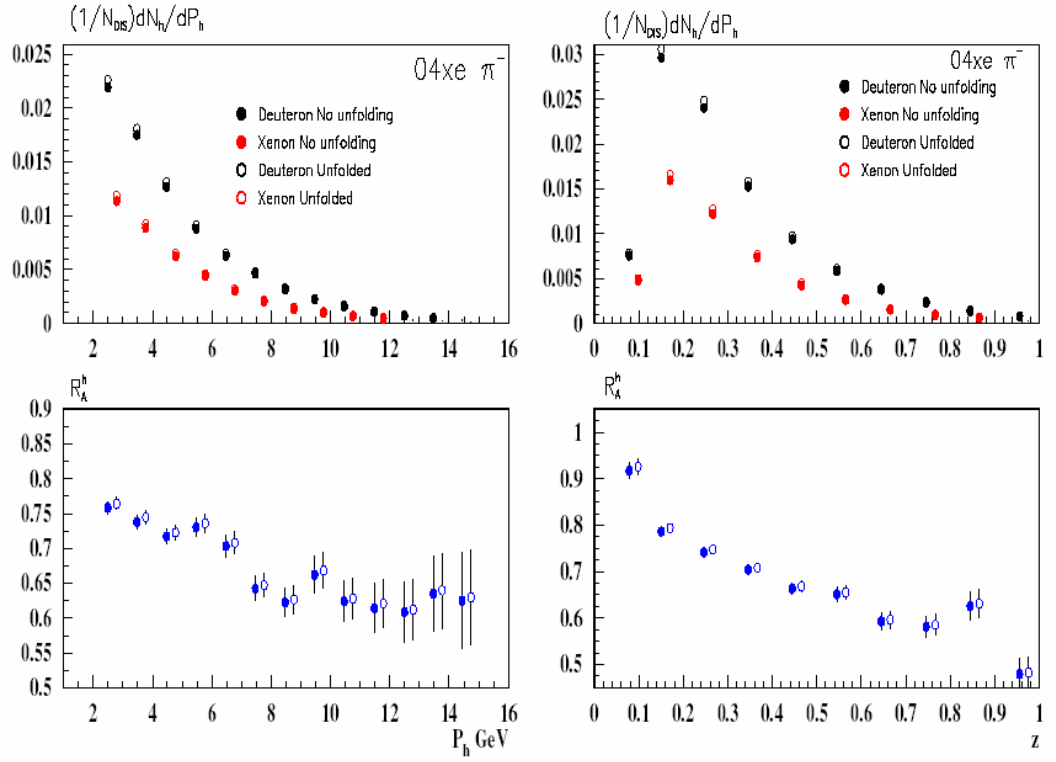 (1/N_DIS)dN_h/dP_h
0.025
0.02
0.015
0.01
0.005
0
04xe π⁻
Deuteron No unfolding
Xenon No unfolding
Deuteron Unfolded
Xenon Unfolded
2 4 6 8 10 12 14 16
(1/N_DIS)dN_h/dP_h
0.03
0.025
0.02
0.015
0.01
0.005
0
04xe π⁻
Deuteron No unfolding
Xenon No unfolding
Deuteron Unfolded
Xenon Unfolded
0 0.1 0.2 0.3 0.4 0.5 0.6 0.7 0.8 0.9 1
R_A^h
0.9
0.85
0.8
0.75
0.7
0.65
0.6
0.55
0.5
2 4 6 8 10 12 14 16
P_h GeV
R_A^h
1
0.9
0.8
0.7
0.6
0.5
0 0.1 0.2 0.3 0.4 0.5 0.6 0.7 0.8 0.9 1
z